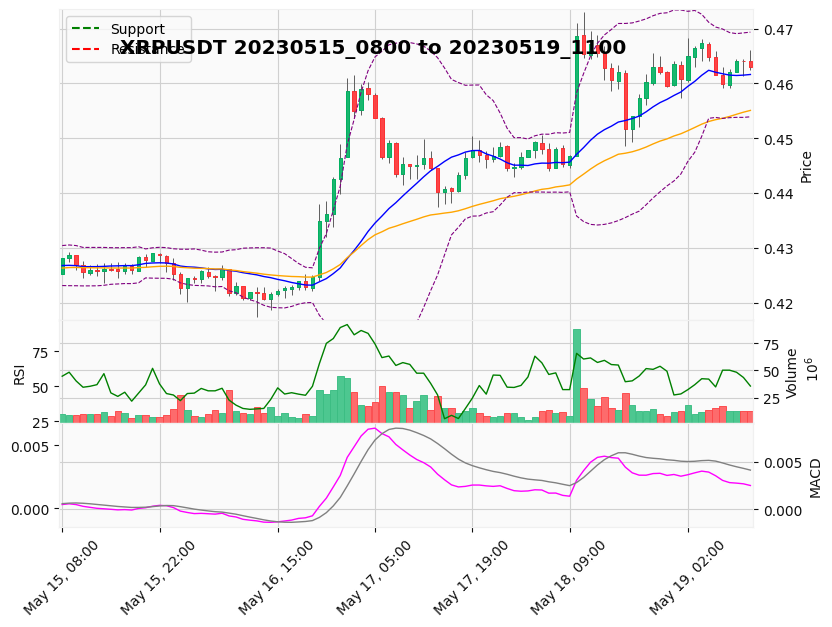 XRPUSDT 20230515_0800 to 20230519_1100
Support
Resistance
0.47
0.46
0.45
0.44
0.43
0.42
Price
RSI
75
50
25
75
50
25
Volume
10^6
0.005
0.000
0.005
0.000
MACD
May 15, 08:00
May 15, 22:00
May 16, 15:00
May 17, 05:00
May 17, 19:00
May 18, 09:00
May 19, 02:00